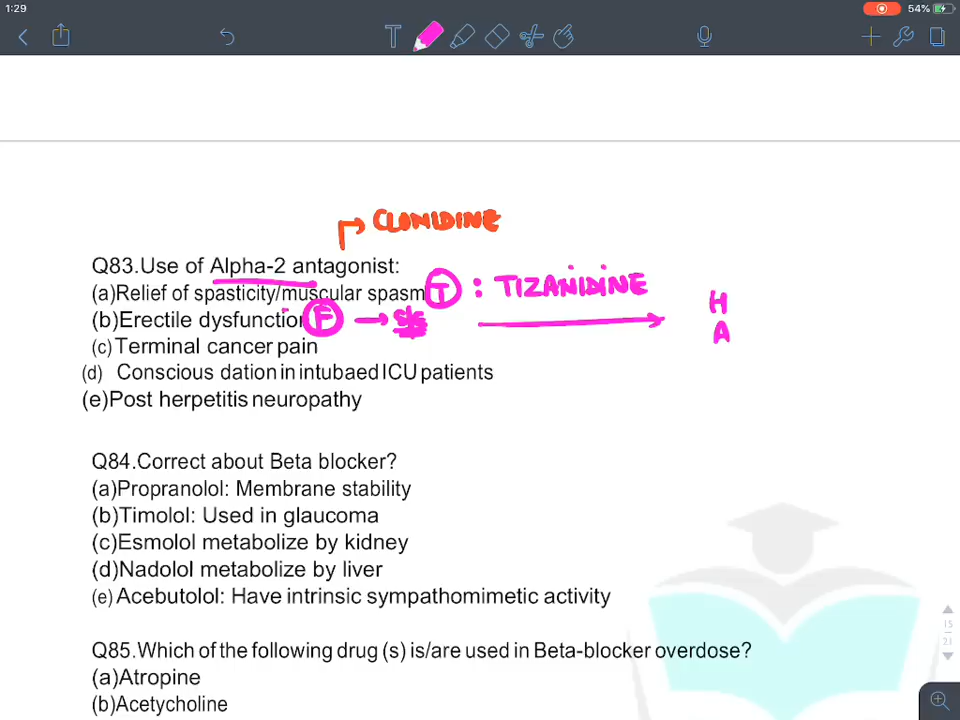 1:29
54%
T
CLONIDINE
Q83.Use of Alpha-2 antagonist:
(a)Relief of spasticity/muscular spasm T : TIZANIDINE
H
(b)Erectile dysfunction F → S/S
A
(c) Terminal cancer pain
(d) Conscious dation in intubaed ICU patients
(e)Post herpetitis neuropathy
Q84.Correct about Beta blocker?
(a)Propranolol: Membrane stability
(b)Timolol: Used in glaucoma
(c)Esmolol metabolize by kidney
(d)Nadolol metabolize by liver
(e) Acebutolol: Have intrinsic sympathomimetic activity
15
21
Q85.Which of the following drug (s) is/are used in Beta-blocker overdose?
(a)Atropine
(b)Acetycholine